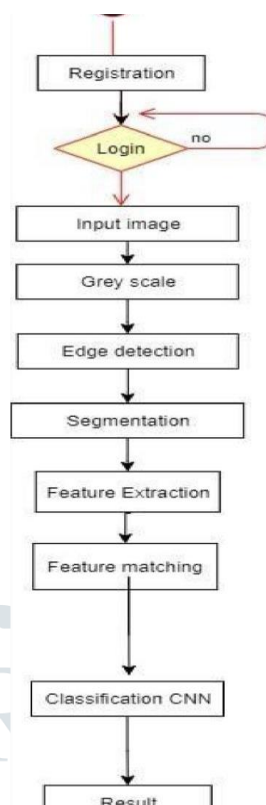 Registration
Login
no
Input image
Grey scale
Edge detection
Segmentation
Feature Extraction
Feature matching
Classification CNN
Result